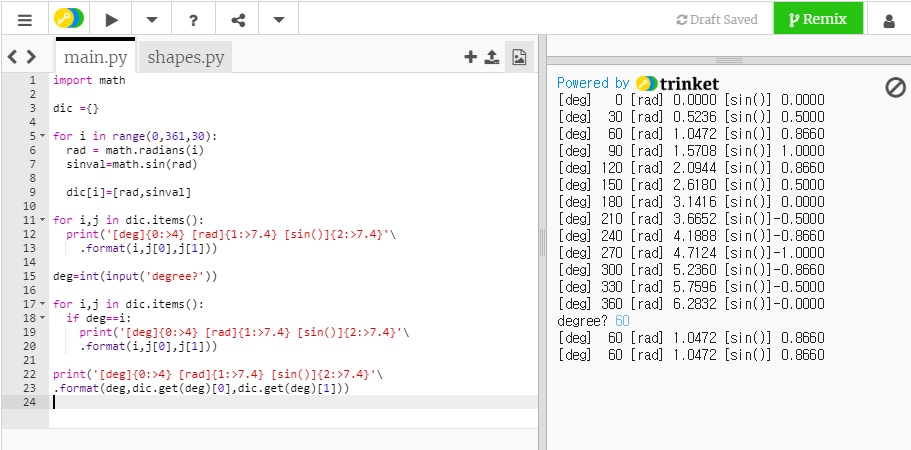 Draft Saved
Remix
main.py
shapes.py
1 import math
2
3 dic ={}
4
5 for i in range(0,361,30):
6   rad = math.radians(i)
7   sinval=math.sin(rad)
8
9   dic[i]=[rad,sinval]
10
11 for i,j in dic.items():
12   print('[deg]{0:>4} [rad]{1:>7.4} [sin()]{2:>7.4}'\
13     .format(i,j[0],j[1]))
14
15 deg=int(input('degree?'))
16
17 for i,j in dic.items():
18   if deg==i:
19     print('[deg]{0:>4} [rad]{1:>7.4} [sin()]{2:>7.4}'\
20     .format(i,j[0],j[1]))
21
22 print('[deg]{0:>4} [rad]{1:>7.4} [sin()]{2:>7.4}'\
23 .format(deg,dic.get(deg)[0],dic.get(deg)[1]))
24
Powered by trinket
[deg]   0 [rad] 0.0000 [sin()] 0.0000
[deg]  30 [rad] 0.5236 [sin()] 0.5000
[deg]  60 [rad] 1.0472 [sin()] 0.8660
[deg]  90 [rad] 1.5708 [sin()] 1.0000
[deg] 120 [rad] 2.0944 [sin()] 0.8660
[deg] 150 [rad] 2.6180 [sin()] 0.5000
[deg] 180 [rad] 3.1416 [sin()] 0.0000
[deg] 210 [rad] 3.6652 [sin()]-0.5000
[deg] 240 [rad] 4.1888 [sin()]-0.8660
[deg] 270 [rad] 4.7124 [sin()]-1.0000
[deg] 300 [rad] 5.2360 [sin()]-0.8660
[deg] 330 [rad] 5.7596 [sin()]-0.5000
[deg] 360 [rad] 6.2832 [sin()]-0.0000
degree? 60
[deg]  60 [rad] 1.0472 [sin()] 0.8660
[deg]  60 [rad] 1.0472 [sin()] 0.8660